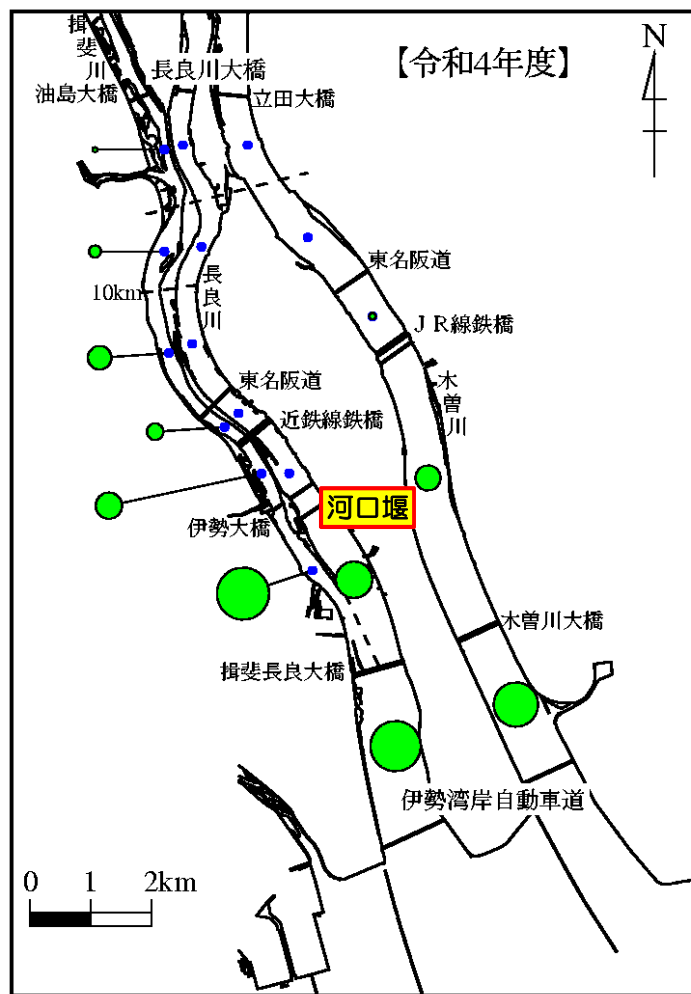 【令和4年度】
N
揖斐川
長良川大橋
油島大橋
立田大橋
東名阪道
10km
長良川
JR線鉄橋
木曽川
東名阪道
近鉄線鉄橋
河口堰
伊勢大橋
木曽川大橋
揖斐長良大橋
伊勢湾岸自動車道
0 1 2km